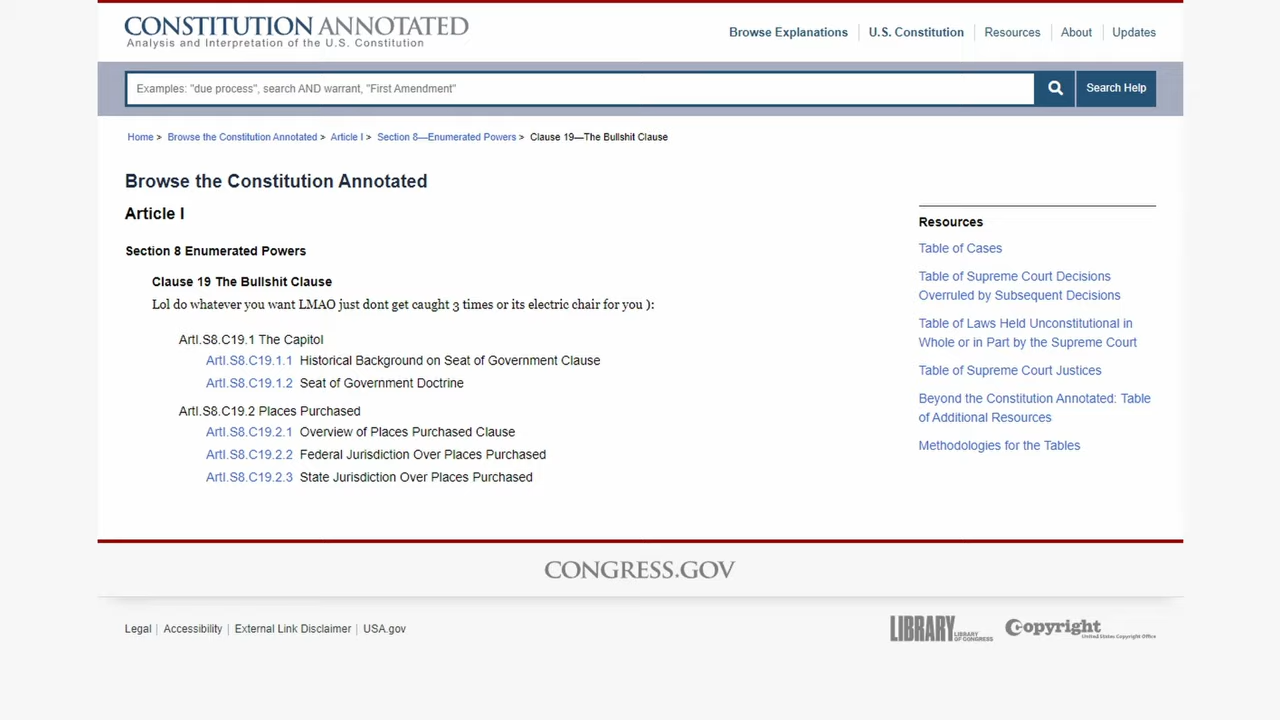 CONSTITUTION ANNOTATED
Analysis and Interpretation of the U.S. Constitution
Browse Explanations
U.S. Constitution
Resources
About
Updates
Examples: "due process", search AND warrant, "First Amendment"
Search Help
Home > Browse the Constitution Annotated > Article I > Section 8—Enumerated Powers > Clause 19—The Bullshit Clause
Browse the Constitution Annotated
Article I
Section 8 Enumerated Powers
Clause 19 The Bullshit Clause
Lol do whatever you want LMAO just dont get caught 3 times or its electric chair for you ):
ArtI.S8.C19.1 The Capitol
ArtI.S8.C19.1.1 Historical Background on Seat of Government Clause
ArtI.S8.C19.1.2 Seat of Government Doctrine
ArtI.S8.C19.2 Places Purchased
ArtI.S8.C19.2.1 Overview of Places Purchased Clause
ArtI.S8.C19.2.2 Federal Jurisdiction Over Places Purchased
ArtI.S8.C19.2.3 State Jurisdiction Over Places Purchased
Resources
Table of Cases
Table of Supreme Court Decisions
Overruled by Subsequent Decisions
Table of Laws Held Unconstitutional in
Whole or in Part by the Supreme Court
Table of Supreme Court Justices
Beyond the Constitution Annotated: Table
of Additional Resources
Methodologies for the Tables
CONGRESS.GOV
Legal | Accessibility | External Link Disclaimer | USA.gov
LIBRARY
LIBRARY
OF CONGRESS
Copyright
United States Copyright Office